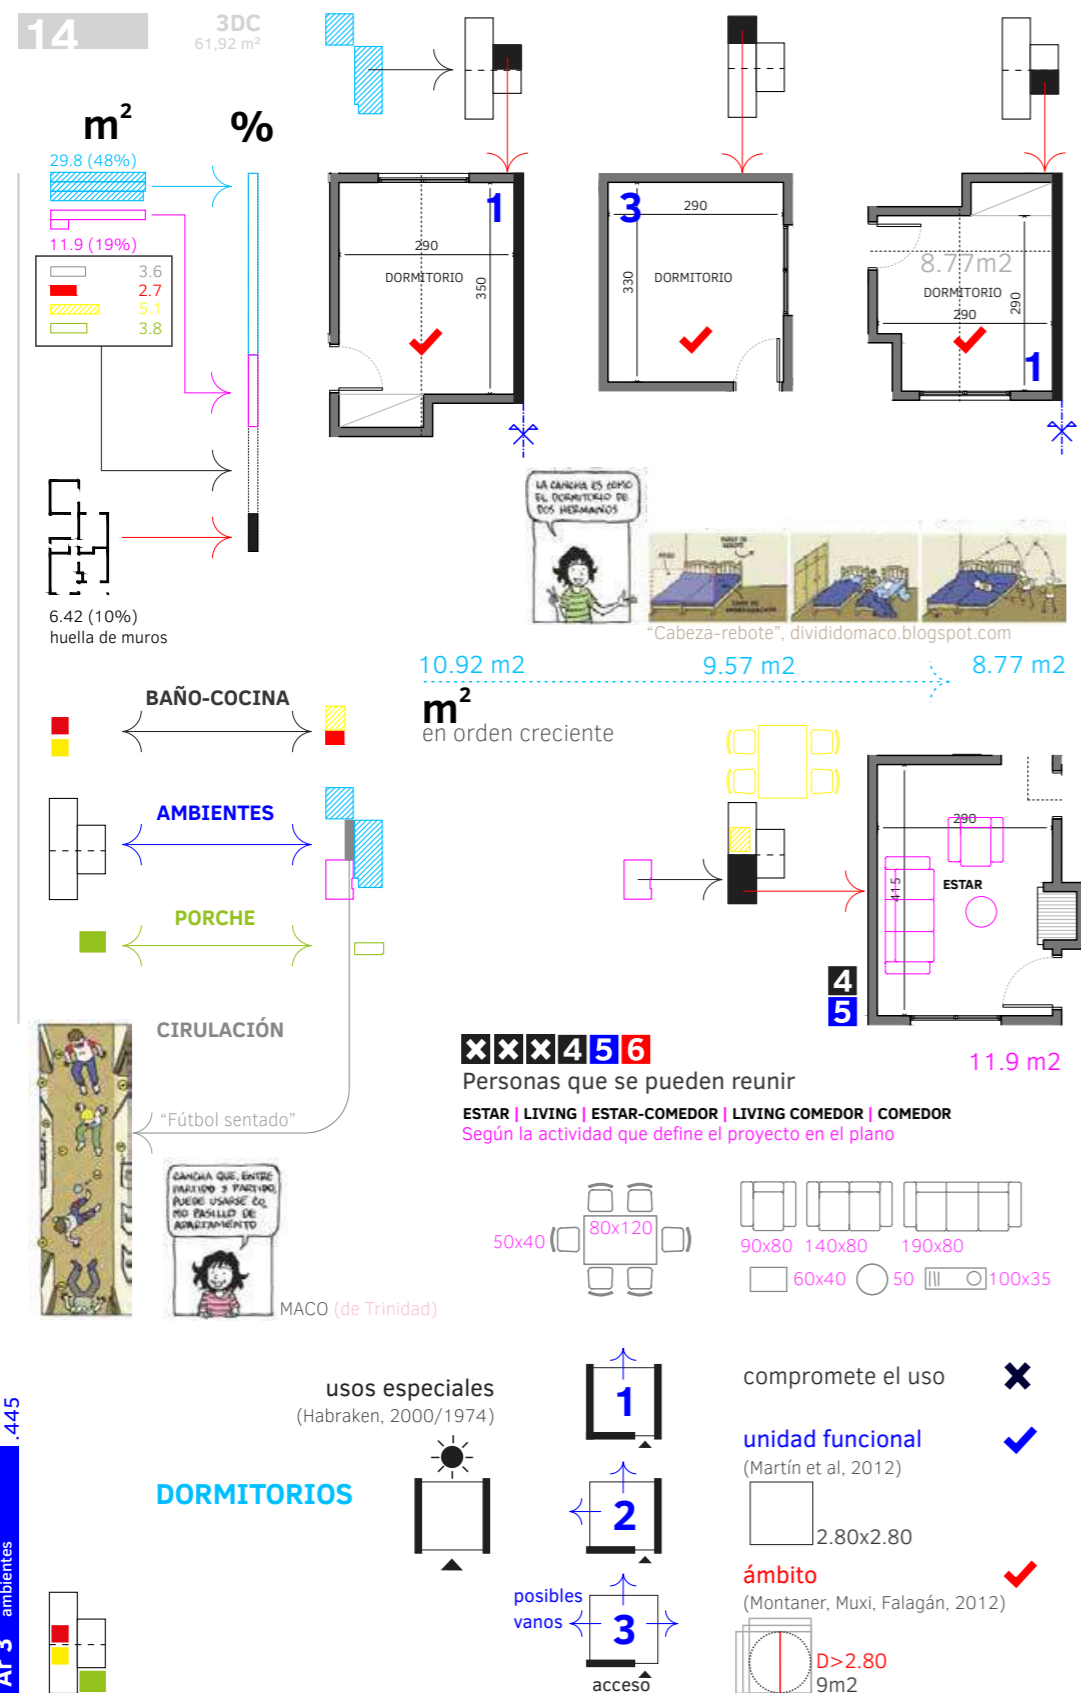 14
3DC
61,92 m²
m²
%
29.8 (48%)
11.9 (19%)
3.6
2.7
5.1
3.8
6.42 (10%)
huella de muros
1
290
DORMITORIO
350
3
290
330
DORMITORIO
8.77m2
DORMITORIO
290
290
1
LA CANCHA ES COMO
EL DORMITORIO DE
DOS HERMANOS
"Cabeza-rebote", divididomaco.blogspot.com
10.92 m2
9.57 m2
8.77 m2
m²
en orden creciente
BAÑO-COCINA
AMBIENTES
PORCHE
CIRULACIÓN
"Fútbol sentado"
CANCHA QUE, ENTRE
PARTIDO Y PARTIDO,
PUEDE USARSE CO
MO PASILLO DE
APARTAMENTO
MACO (de Trinidad)
290
415
ESTAR
4
5
11.9 m2
4 5 6
Personas que se pueden reunir
ESTAR | LIVING | ESTAR-COMEDOR | LIVING COMEDOR | COMEDOR
Según la actividad que define el proyecto en el plano
50x40
80x120
90x80 140x80 190x80
60x40 50 100x35
usos especiales
(Habraken, 2000/1974)
DORMITORIOS
1
2
posibles
vanos
3
acceso
compromete el uso
unidad funcional
(Martín et al, 2012)
2.80x2.80
ámbito
(Montaner, Muxi, Falagán, 2012)
D>2.80
9m2
.445
ambientes
Ar 3